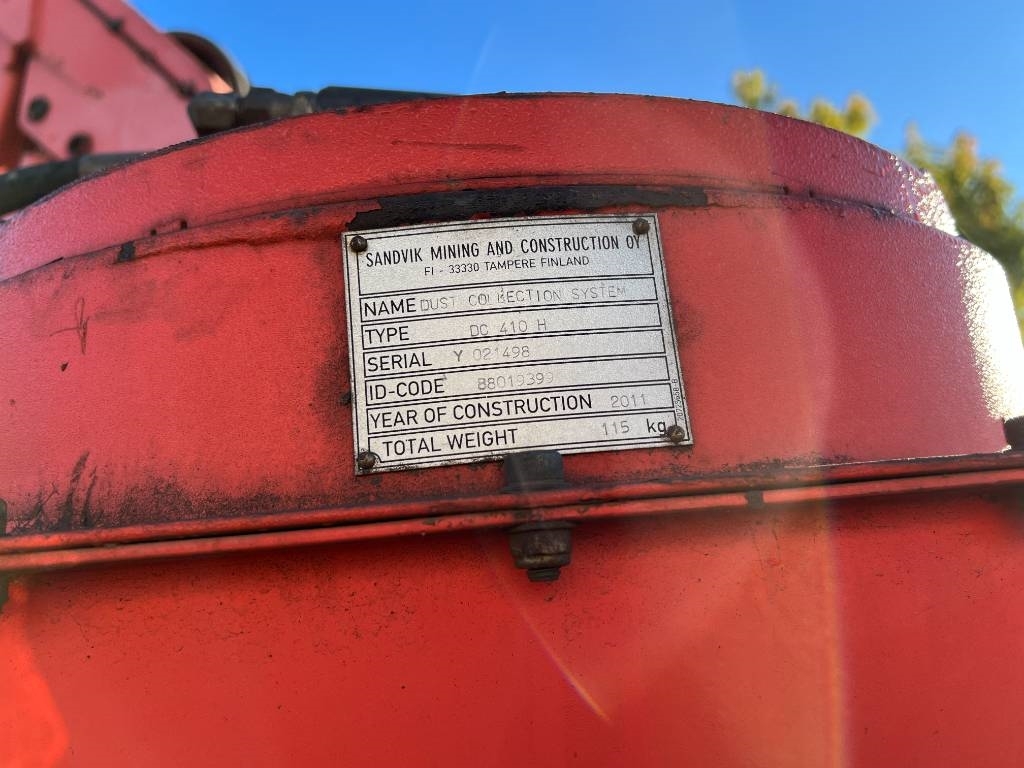 SANDVIK MINING AND CONSTRUCTION OY
FI - 33330 TAMPERE FINLAND
NAME DUST COLLECTION SYSTEM
TYPE DC 410 H
SERIAL Y 021498
ID-CODE 88019399
YEAR OF CONSTRUCTION 2011
TOTAL WEIGHT 115 kg